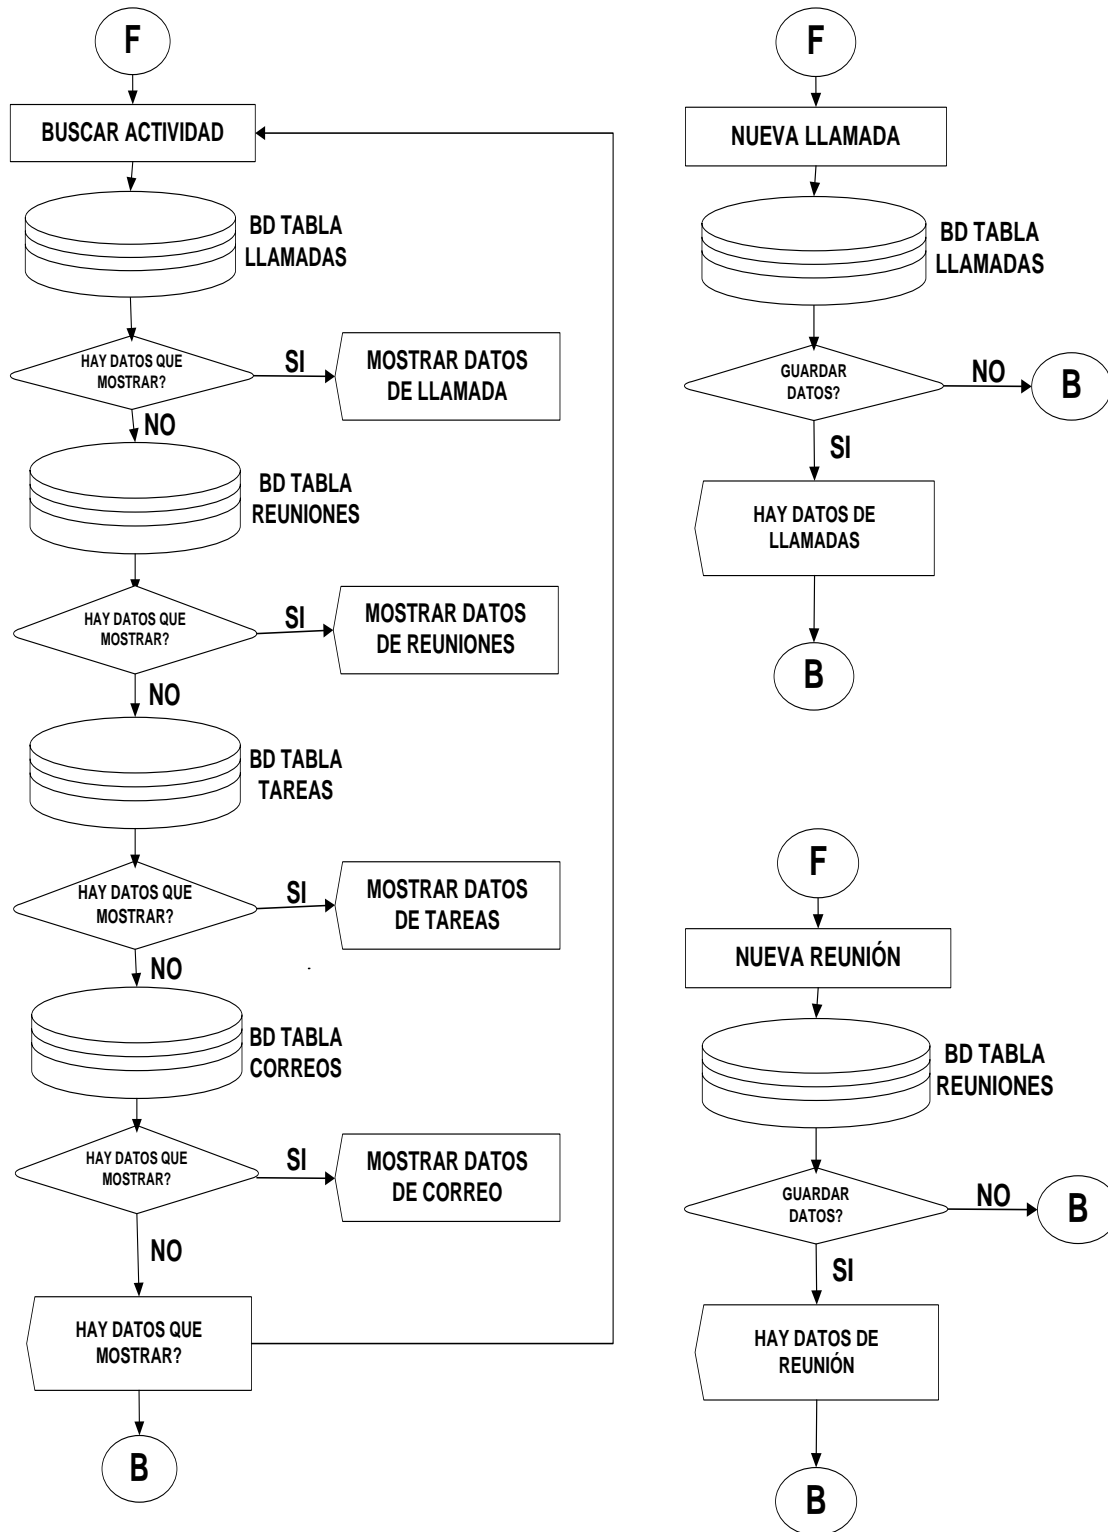 F
BUSCAR ACTIVIDAD
BD TABLA
LLAMADAS
HAY DATOS QUE
MOSTRAR?
SI
MOSTRAR DATOS
DE LLAMADA
NO
BD TABLA
REUNIONES
HAY DATOS QUE
MOSTRAR?
SI
MOSTRAR DATOS
DE REUNIONES
NO
BD TABLA
TAREAS
HAY DATOS QUE
MOSTRAR?
SI
MOSTRAR DATOS
DE TAREAS
NO
BD TABLA
CORREOS
HAY DATOS QUE
MOSTRAR?
SI
MOSTRAR DATOS
DE CORREO
NO
HAY DATOS QUE
MOSTRAR?
B
F
NUEVA LLAMADA
BD TABLA
LLAMADAS
GUARDAR
DATOS?
NO
B
SI
HAY DATOS DE
LLAMADAS
B
F
NUEVA REUNIÓN
BD TABLA
REUNIONES
GUARDAR
DATOS?
NO
B
SI
HAY DATOS DE
REUNIÓN
B